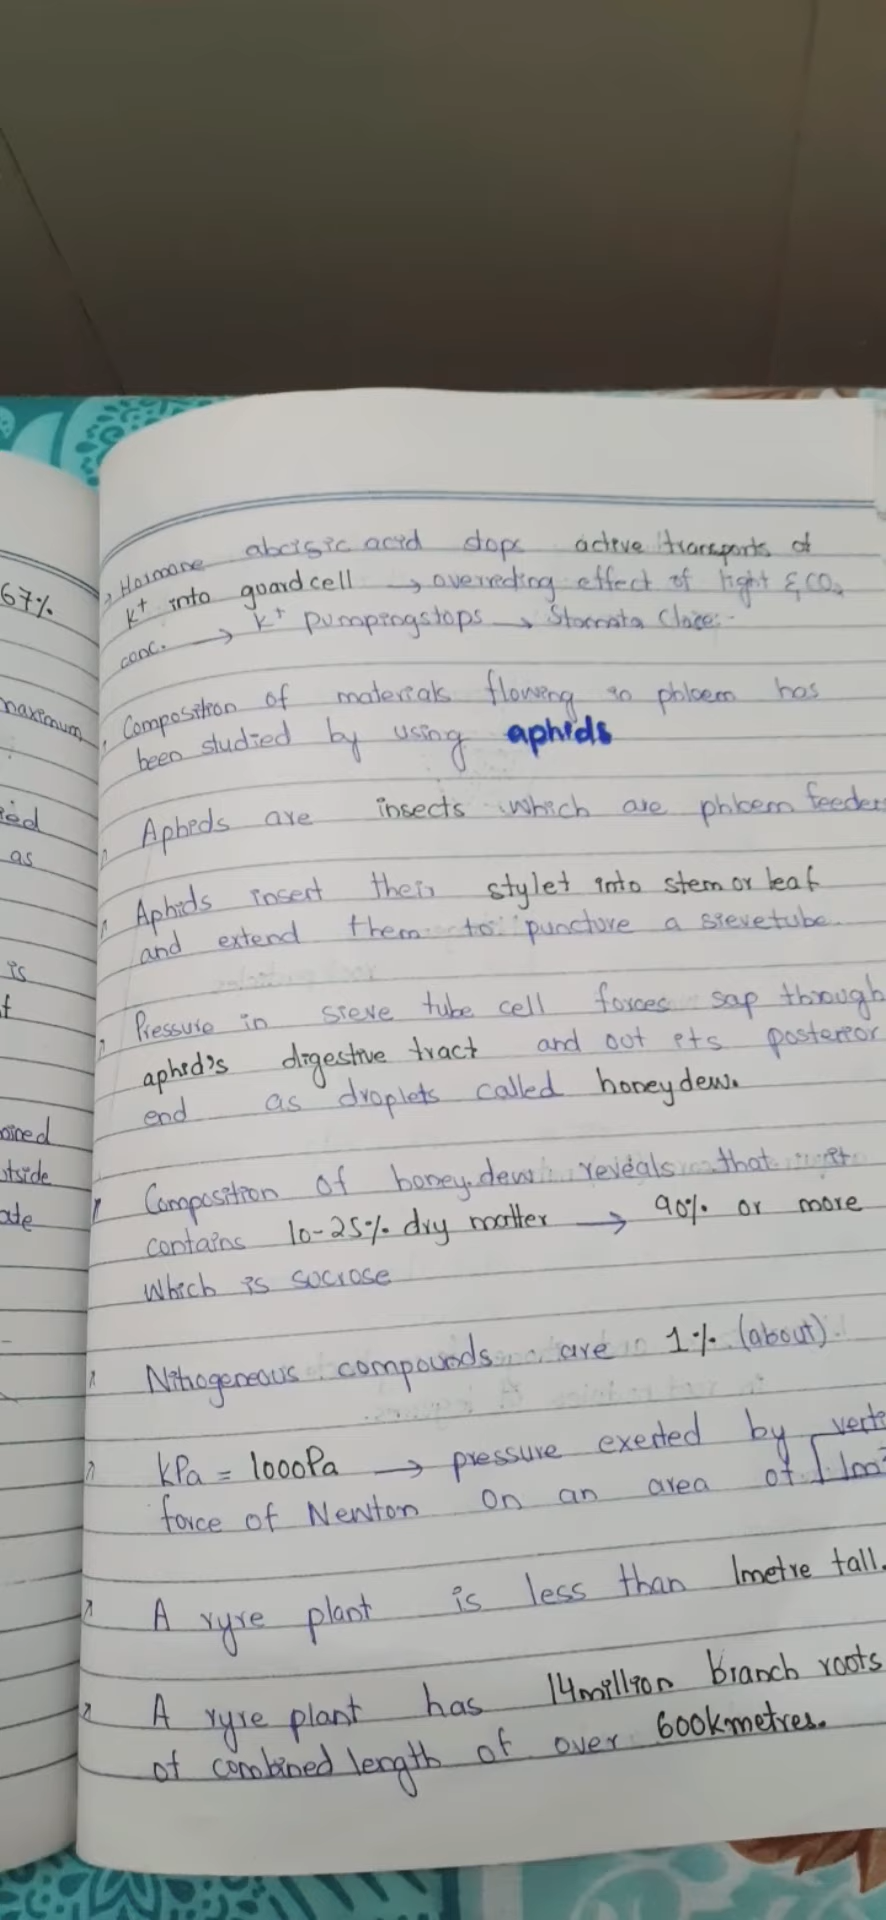 67%
maximum
as
is
f
Hormone abcisic acid stops active transports of
K+ into guard cell → overreding effect of light & CO2
conc. → K+ pumping stops → Stomata Close:-
Composition of materials flowing in phloem has
been studied by using aphids
Aphids are insects which are phloem feeders
Aphids insert their stylet into stem or leaf
and extend them to puncture a sieve tube.
Pressure in sieve tube cell forces sap through
aphid's digestive tract and out its posterior
end as droplets called honeydew.
Composition of honey.dew reveals that it
contains 10-25% dry matter → 90% or more
which is sucrose
Nitrogeneous compounds are 1% (about)
kPa = 1000Pa → pressure exerted by
force of Newton on an area of
A ryre plant is less than 1metre tall.
A ryre plant has 14million branch roots
of combined length of over 600kmetres.